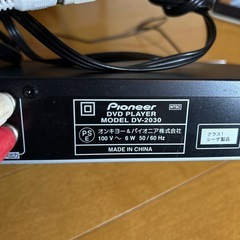 Pioneer
NTSC
DVD PLAYER
MODEL DV-2030
PSE
オンキヨー&パイオニア株式会社
100 V～ 6 W 50/60 Hz
MADE IN CHINA
クラス1
レーザ製品